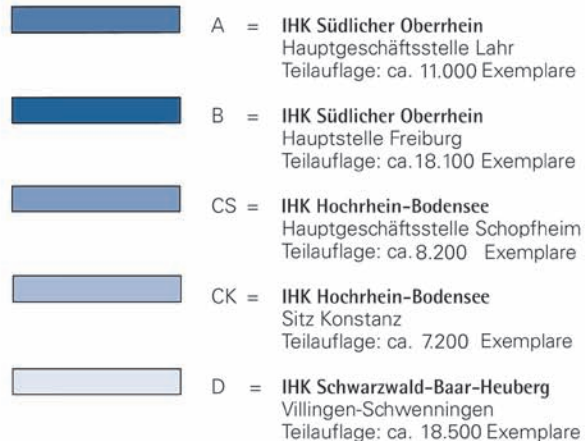 A = IHK Südlicher Oberrhein
Hauptgeschäftsstelle Lahr
Teilauflage: ca. 11.000 Exemplare
B = IHK Südlicher Oberrhein
Hauptstelle Freiburg
Teilauflage: ca. 18.100 Exemplare
CS = IHK Hochrhein-Bodensee
Hauptgeschäftsstelle Schopfheim
Teilauflage: ca. 8.200 Exemplare
CK = IHK Hochrhein-Bodensee
Sitz Konstanz
Teilauflage: ca. 7.200 Exemplare
D = IHK Schwarzwald-Baar-Heuberg
Villingen-Schwenningen
Teilauflage: ca. 18.500 Exemplare